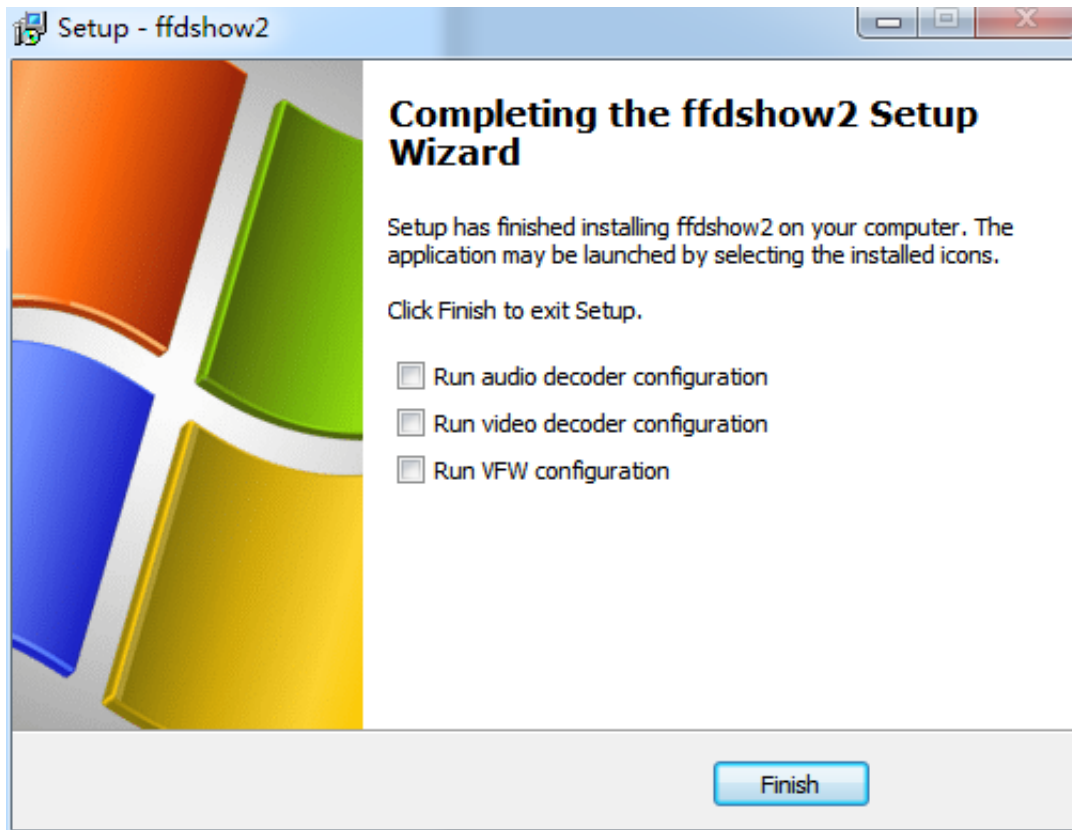 Setup - ffdshow2
Completing the ffdshow2 Setup
Wizard
Setup has finished installing ffdshow2 on your computer. The
application may be launched by selecting the installed icons.
Click Finish to exit Setup.
Run audio decoder configuration
Run video decoder configuration
Run VFW configuration
Finish